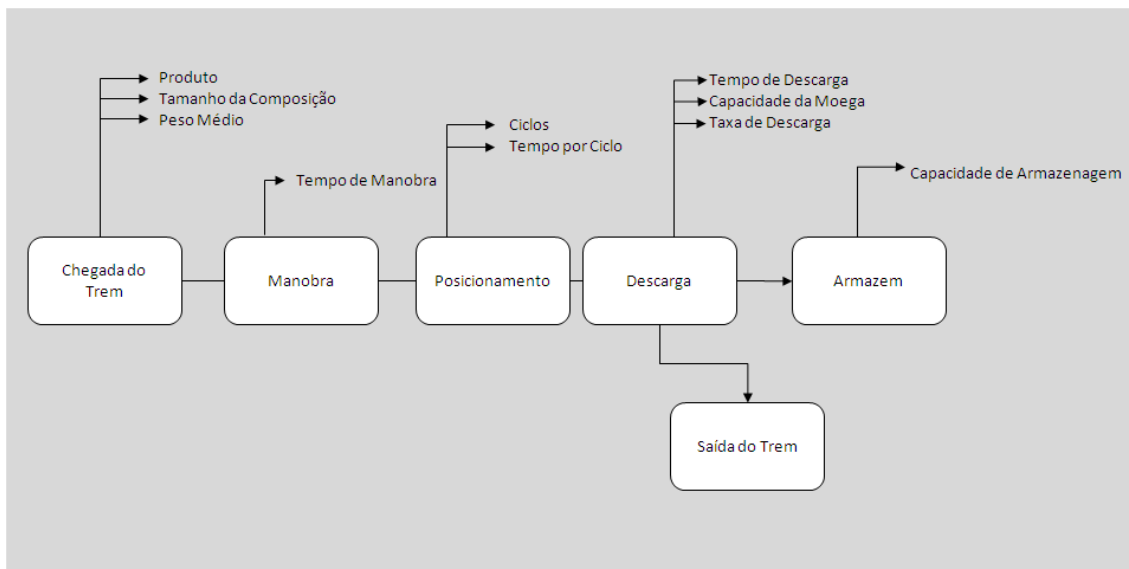 Produto
Tamanho da Composição
Peso Médio
Tempo de Manobra
Ciclos
Tempo por Ciclo
Tempo de Descarga
Capacidade da Moega
Taxa de Descarga
Capacidade de Armazenagem
Chegada do
Trem
Manobra
Posicionamento
Descarga
Armazem
Saída do Trem